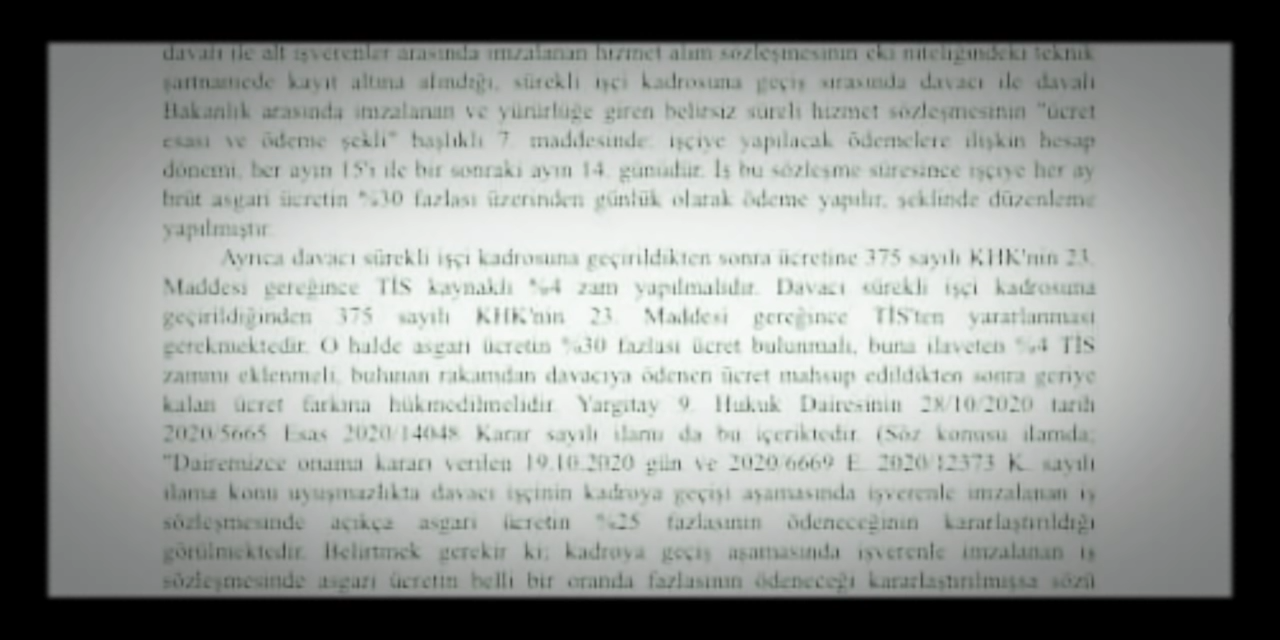 davalı ile alt işverenler arasında imzalanan hizmet alım sözleşmesinin eki niteliğindeki teknik
şartnamede kayıt altına alındığı, sürekli işçi kadrosuna geçiş sırasında davacı ile davalı
Bakanlık arasında imzalanan ve yürürlüğe giren belirsiz süreli hizmet sözleşmesinin "ücret
esası ve ödeme şekli" başlıklı 7. maddesinde; işçiye yapılacak ödemelere ilişkin hesap
dönemi, her ayın 15'i ile bir sonraki ayın 14. günüdür. İş bu sözleşme süresince işçiye her ay
brüt asgari ücretin %30 fazlası üzerinden günlük olarak ödeme yapılır, şeklinde düzenleme
yapılmıştır.
Ayrıca davacı sürekli işçi kadrosuna geçirildikten sonra ücretine 375 sayılı KHK'nin 23.
Maddesi gereğince TİS kaynaklı %4 zam yapılmalıdır. Davacı sürekli işçi kadrosuna
geçirildiğinden 375 sayılı KHK'nin 23. Maddesi gereğince TİS'ten yararlanması
gerekmektedir. O halde asgari ücretin %30 fazlası ücret bulunmalı, buna ilaveten %4 TİS
zammı eklenmeli, bulunan rakamdan davacıya ödenen ücret mahsup edildikten sonra geriye
kalan ücret farkına hükmedilmelidir. Yargıtay 9. Hukuk Dairesinin 28/10/2020 tarih
2020/5665 Esas 2020/14048 Karar sayılı ilamı da bu içeriktedir. (Söz konusu ilamda;
"Dairemizce onama kararı verilen 19.10.2020 gün ve 2020/6669 E. 2020/12373 K. sayılı
ilama konu uyuşmazlıkta davacı işçinin kadroya geçişi aşamasında işverenle imzalanan iş
sözleşmesinde açıkça asgari ücretin %25 fazlasının ödeneceğinin kararlaştırıldığı
görülmektedir. Belirtmek gerekir ki; kadroya geçiş aşamasında işverenle imzalanan iş
sözleşmesinde asgari ücretin belli bir oranda fazlasının ödeneceği kararlaştırılmışsa sözü